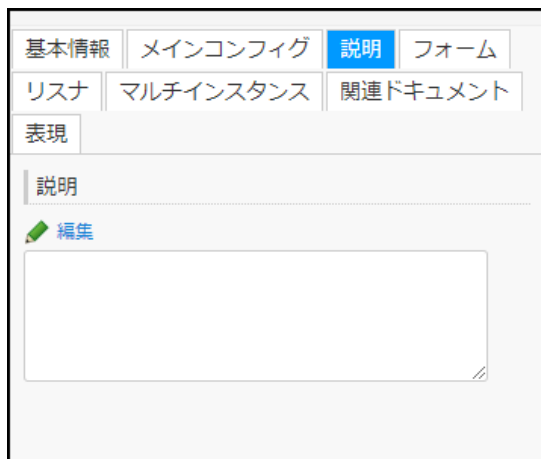 基本情報 メインコンフィグ 説明 フォーム
リスナ マルチインスタンス 関連ドキュメント
表現
説明
編集